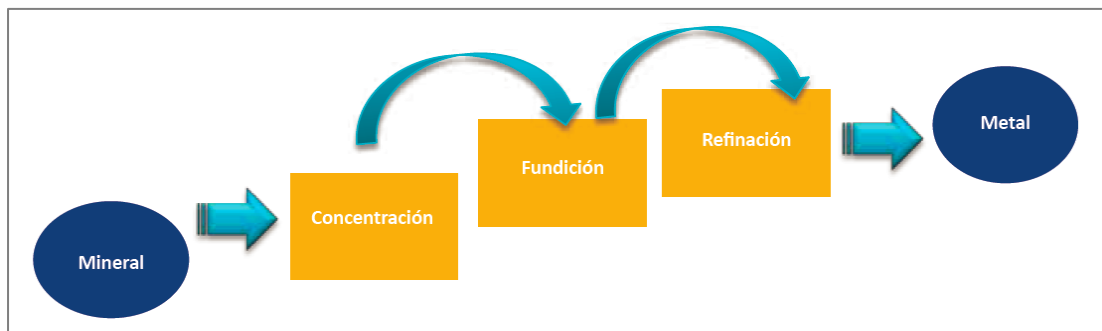 Mineral
Concentración
Fundición
Refinación
Metal